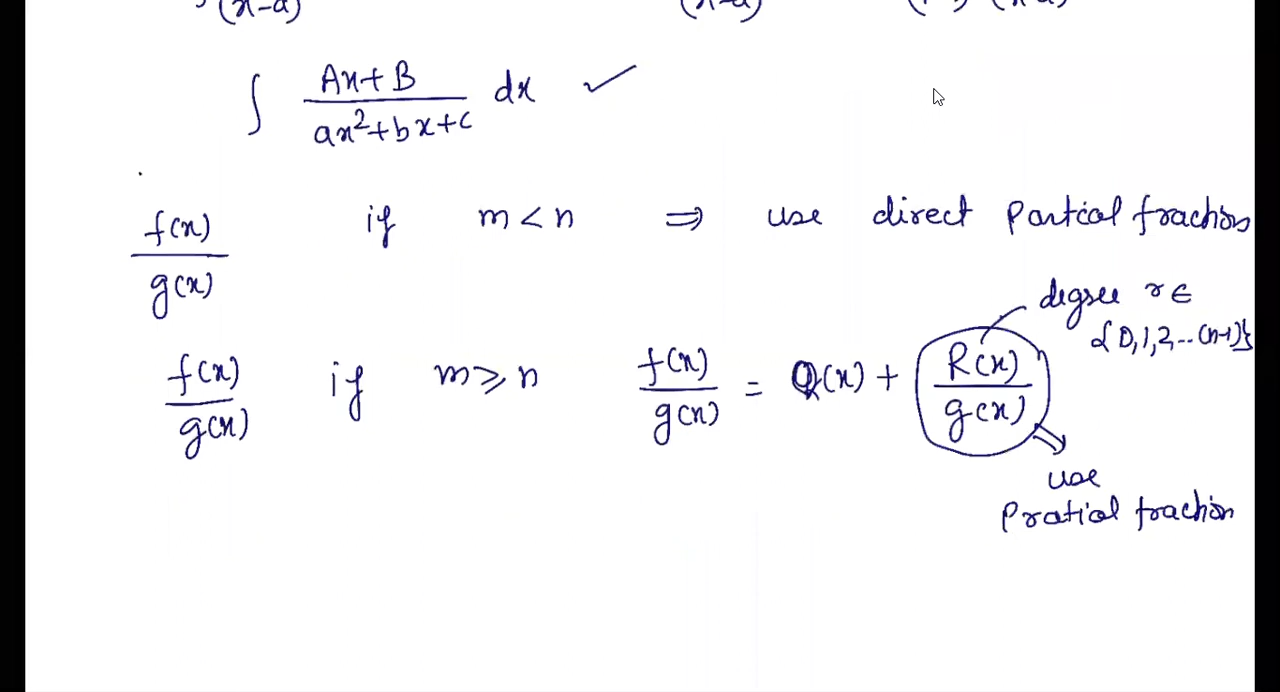 (x-a) (x-a) (x-a)
∫ Ax+B / ax²+bx+c dx ✓
f(x) / g(x) if m<n ⇒ use direct Partial fractions
degree r ∈ {0,1,2,..(n-1)}
f(x) / g(x) if m⩾n f(x) / g(x) = Q(x) + R(x) / g(x)
use
Pratial fraction